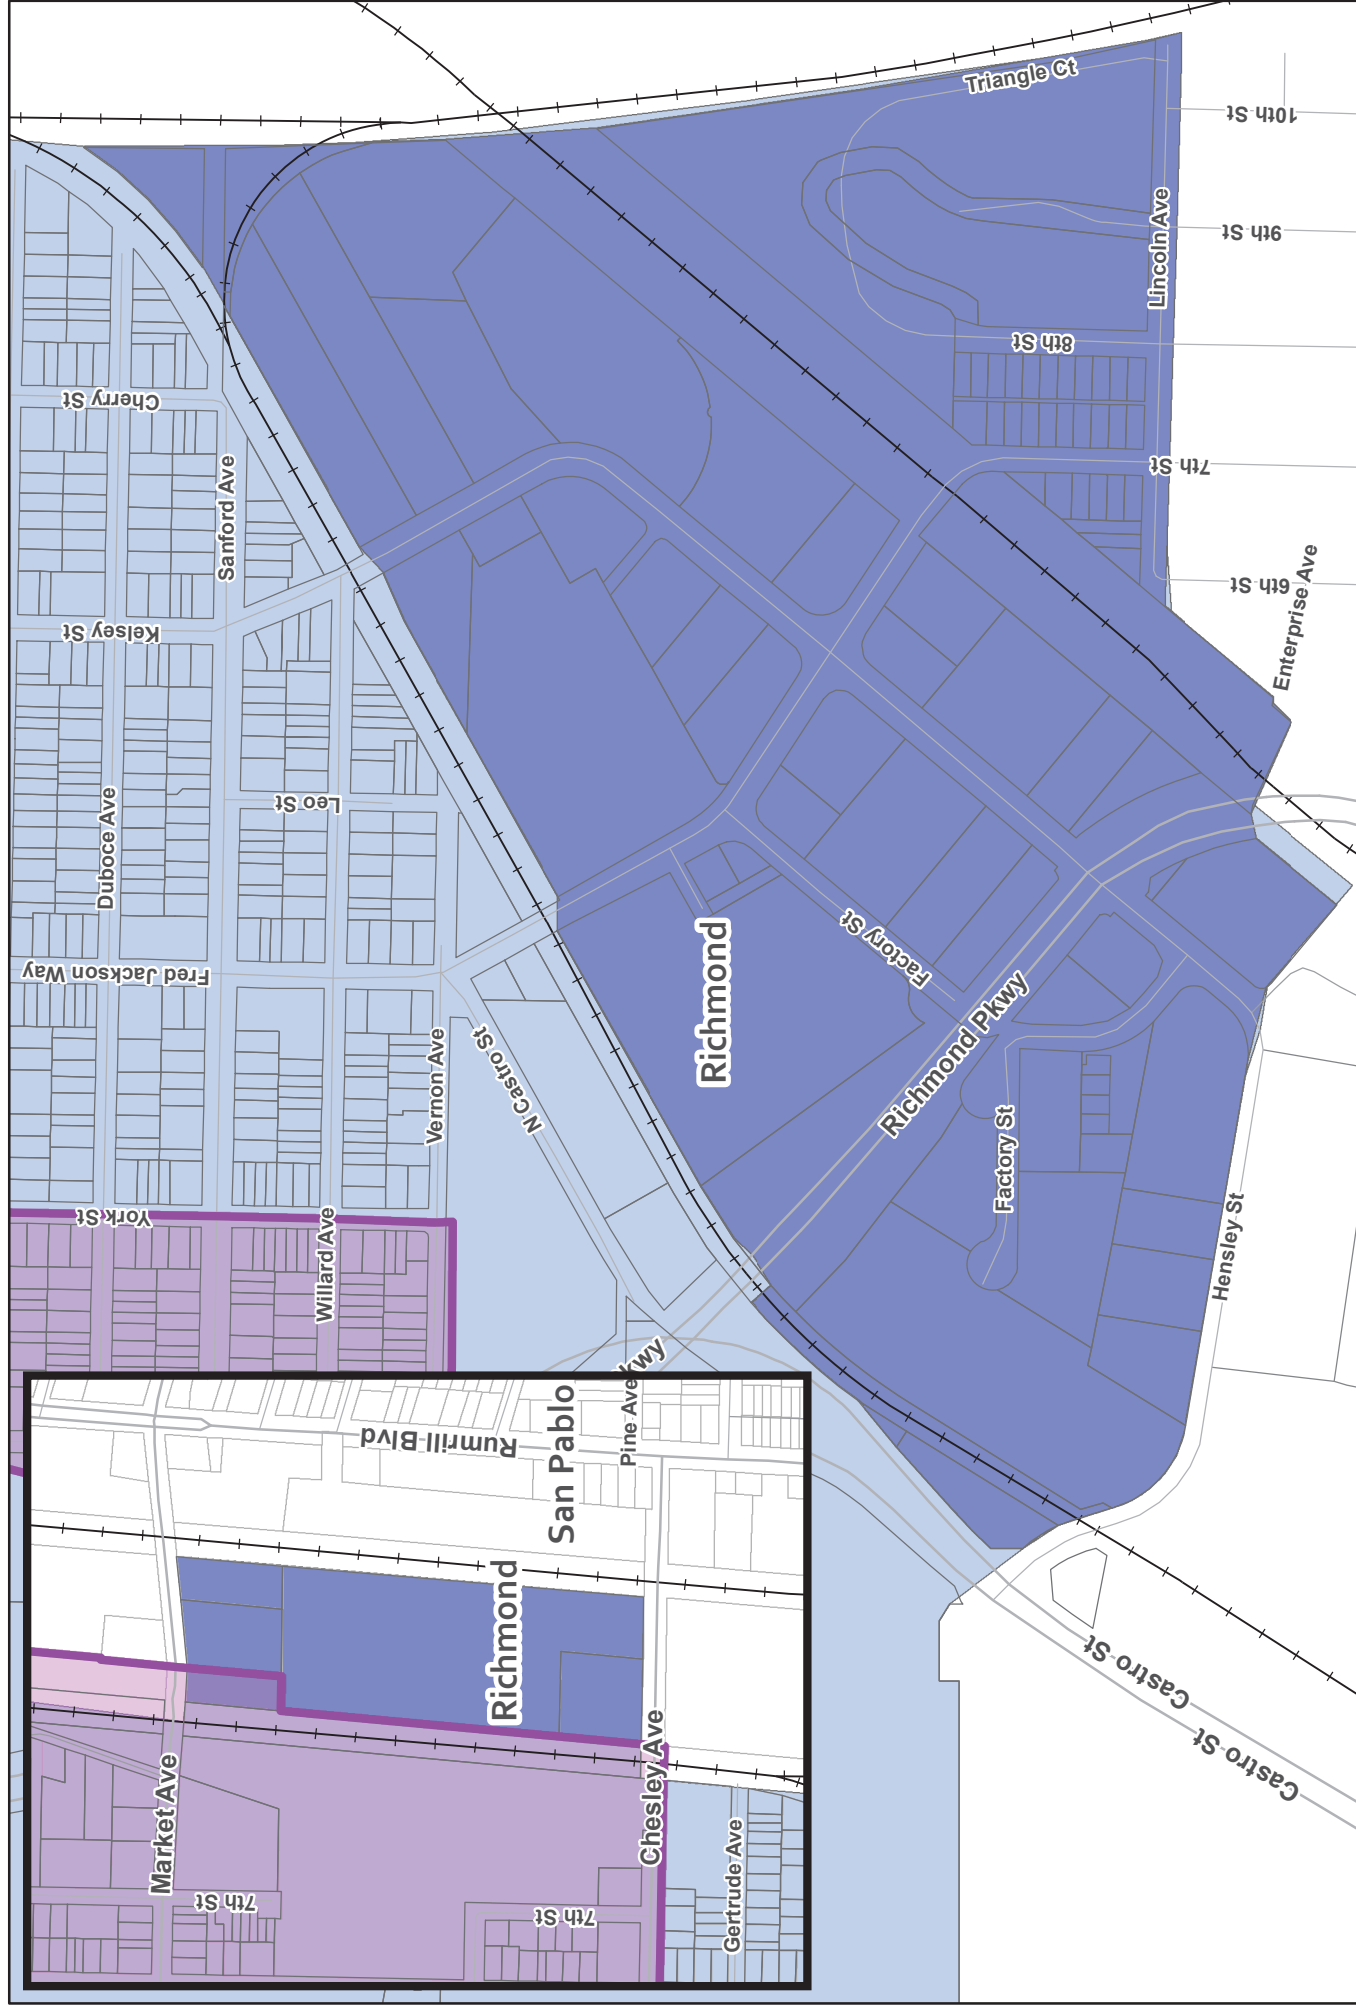 Triangle Ct
10th St
Lincoln Ave
9th St
8th St
Cherry St
7th St
Sanford Ave
6th St
Enterprise Ave
Kelsey St
Leo St
Duboce Ave
Factory St
Richmond
Fred Jackson Way
Richmond Pkwy
Vernon Ave
N Castro St
Factory St
York St
Willard Ave
Hensley St
kwy
Pine Ave
San Pablo
Rumrill Blvd
Richmond
Castro St
Castro St
Market Ave
Chesley Ave
Gertrude Ave
7th St
7th St